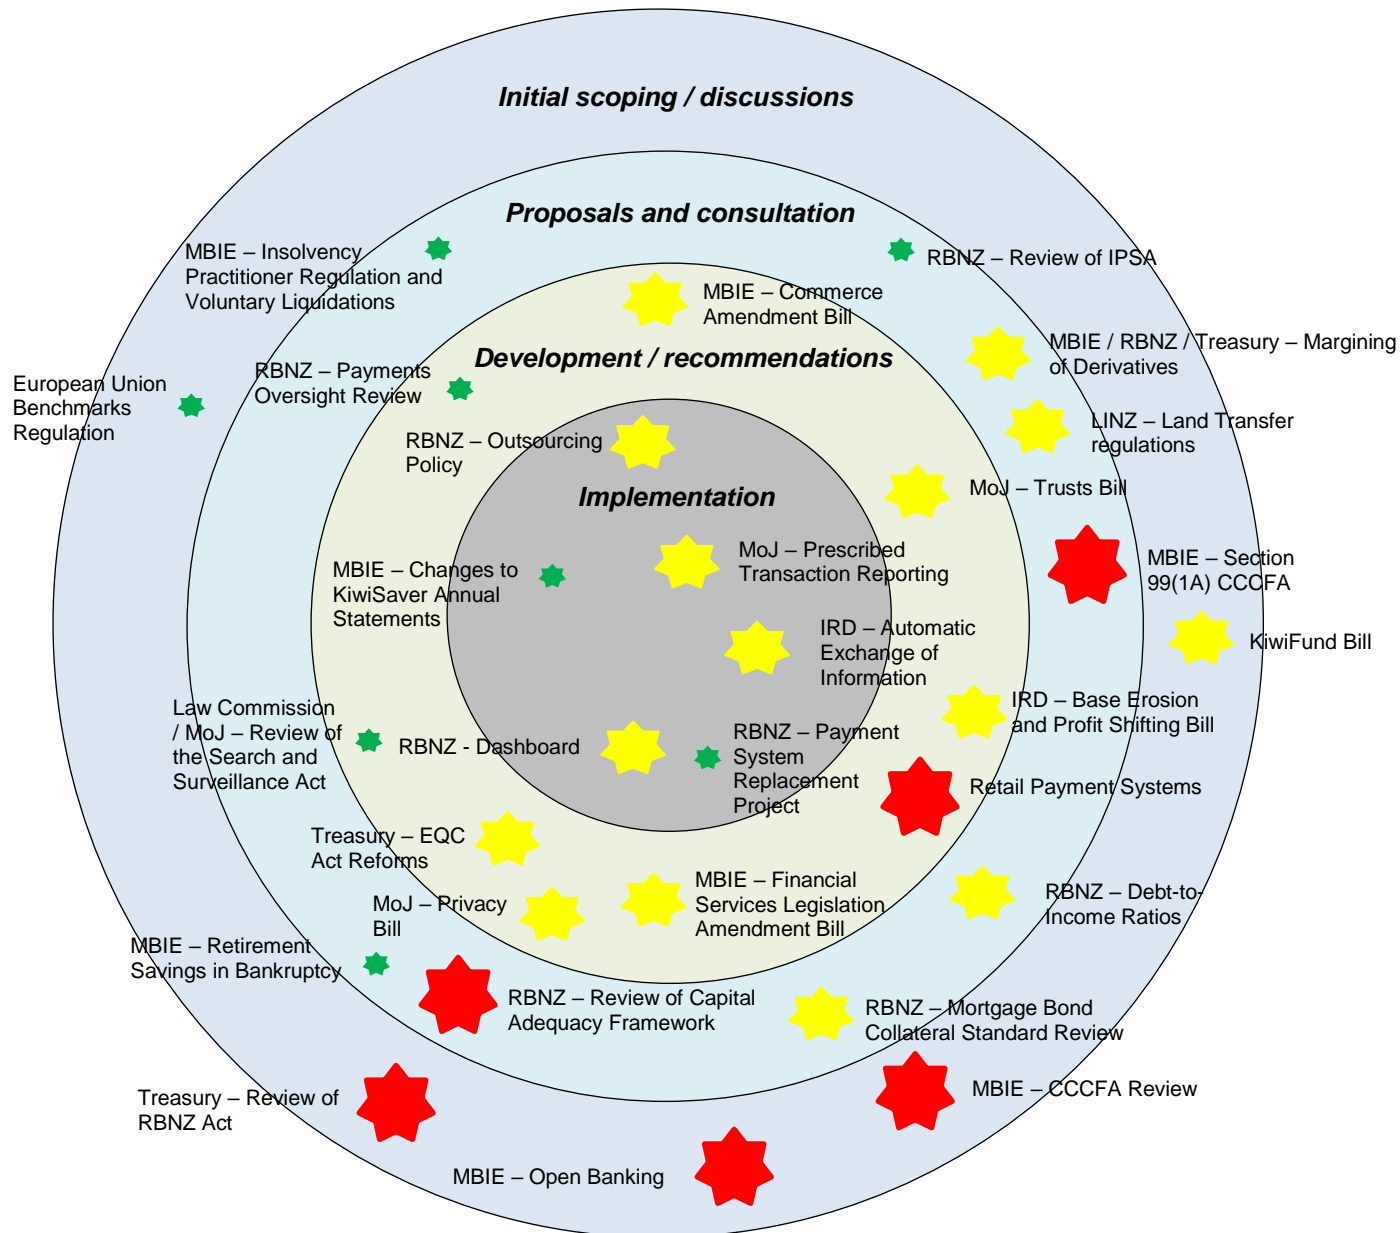 Initial scoping / discussions
Proposals and consultation
MBIE – Insolvency
Practitioner Regulation and
Voluntary Liquidations
RBNZ – Review of IPSA
MBIE – Commerce
Amendment Bill
MBIE / RBNZ / Treasury – Margining
of Derivatives
Development / recommendations
European Union
Benchmarks
Regulation
RBNZ – Payments
Oversight Review
LINZ – Land Transfer
regulations
RBNZ – Outsourcing
Policy
Implementation
MoJ – Trusts Bill
MBIE – Changes to
KiwiSaver Annual
Statements
MoJ – Prescribed
Transaction Reporting
MBIE – Section
99(1A) CCCFA
IRD – Automatic
Exchange of
Information
KiwiFund Bill
Law Commission
/ MoJ – Review of
the Search and
Surveillance Act
RBNZ - Dashboard
RBNZ – Payment
System
Replacement
Project
IRD – Base Erosion
and Profit Shifting Bill
Retail Payment Systems
Treasury – EQC
Act Reforms
MoJ – Privacy
Bill
MBIE – Financial
Services Legislation
Amendment Bill
RBNZ – Debt-to-
Income Ratios
MBIE – Retirement
Savings in Bankruptcy
RBNZ – Review of Capital
Adequacy Framework
RBNZ – Mortgage Bond
Collateral Standard Review
Treasury – Review of
RBNZ Act
MBIE – CCCFA Review
MBIE – Open Banking